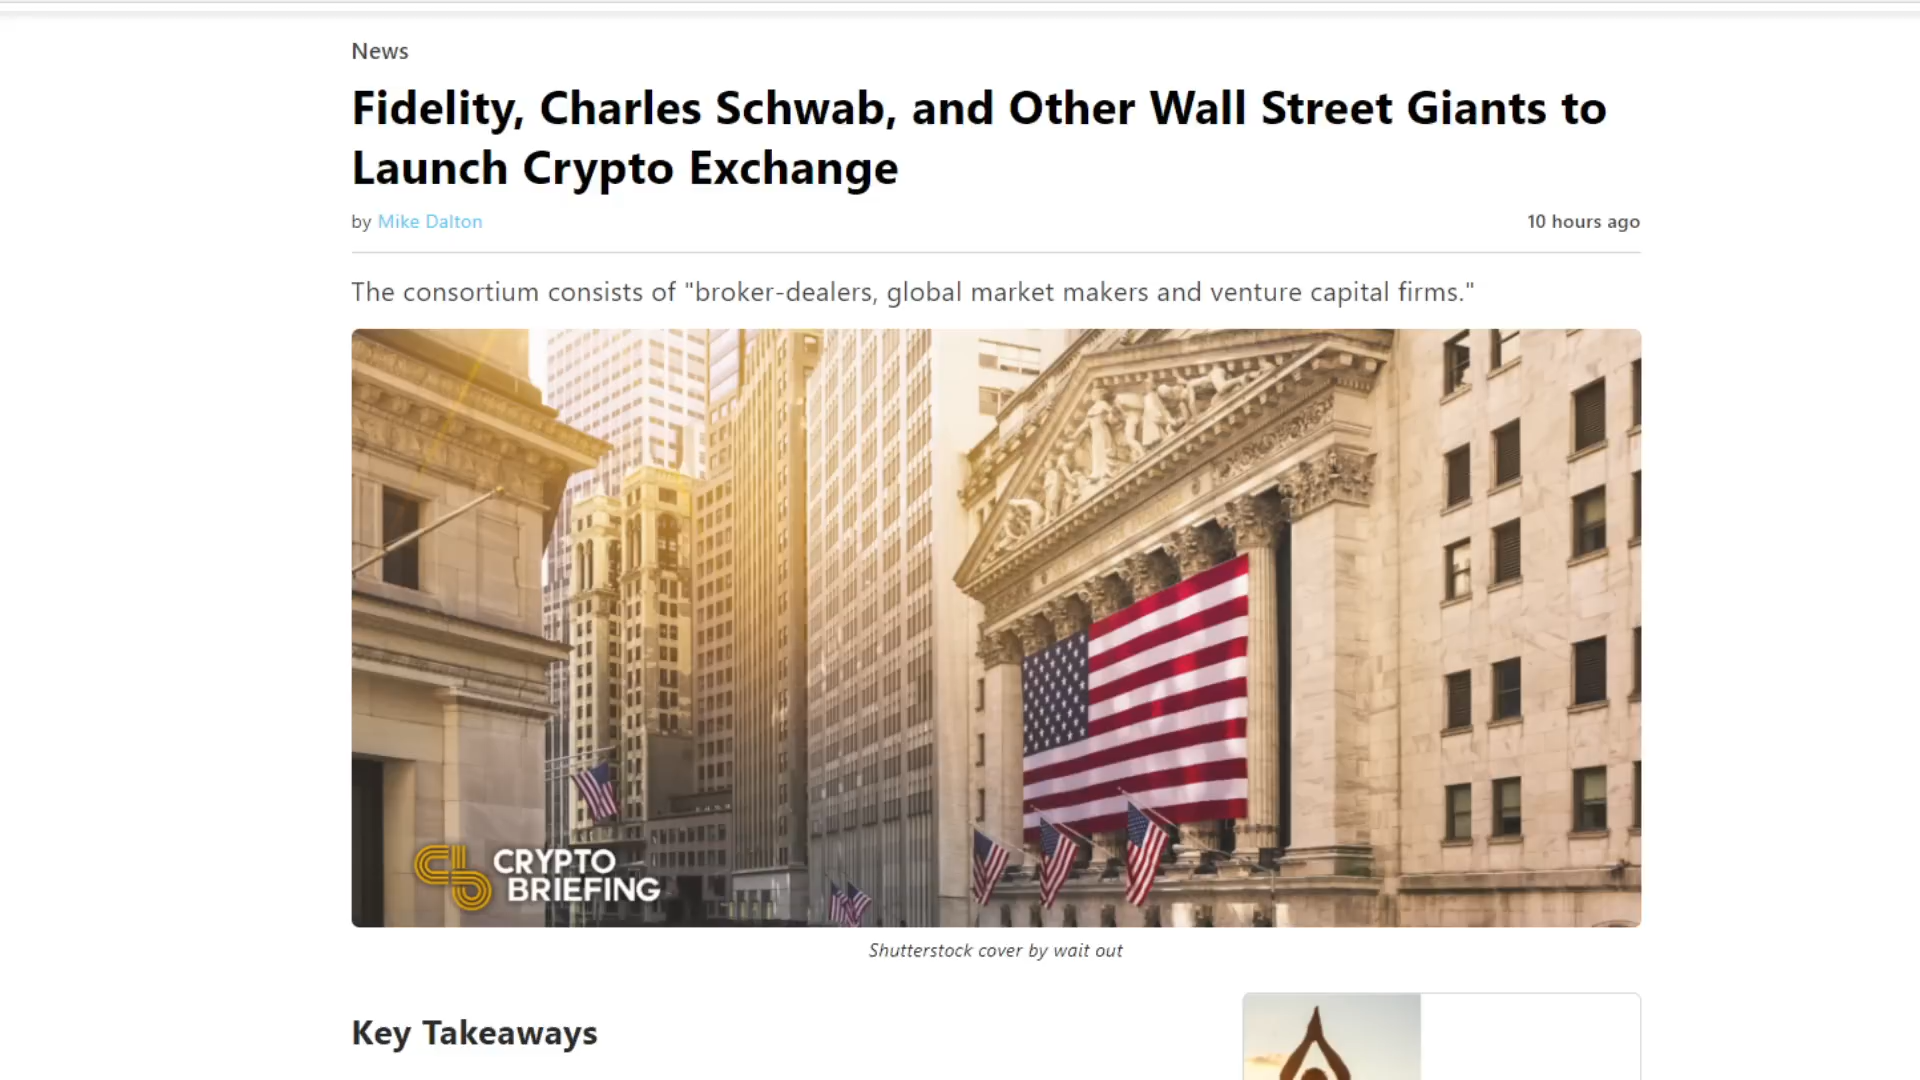 News
Fidelity, Charles Schwab, and Other Wall Street Giants to
Launch Crypto Exchange
by Mike Dalton
10 hours ago
The consortium consists of "broker-dealers, global market makers and venture capital firms."
CRYPTO
BRIEFING
Shutterstock cover by wait out
Key Takeaways